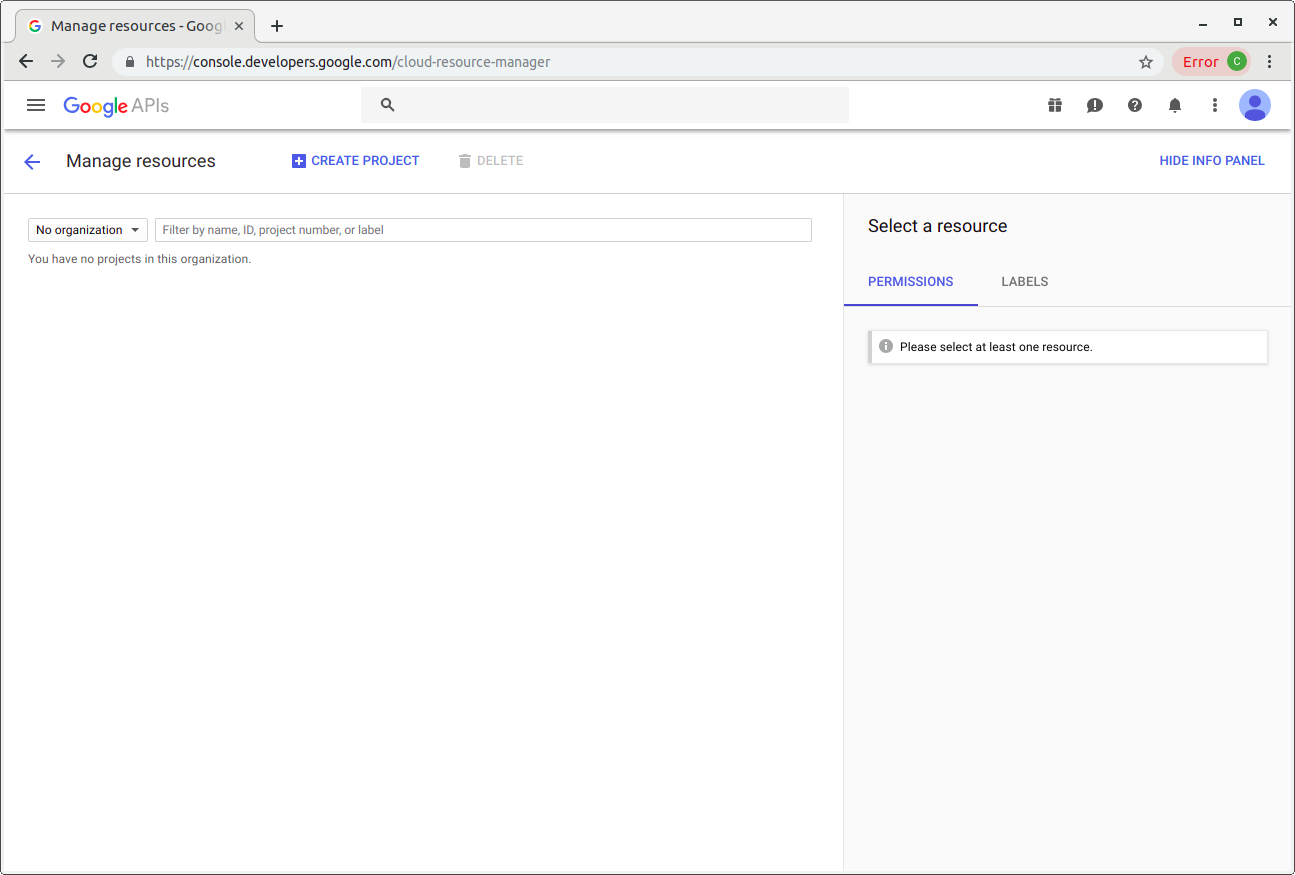 Manage resources - Goog
https://console.developers.google.com/cloud-resource-manager
Error C
Google APIs
Manage resources
CREATE PROJECT
DELETE
HIDE INFO PANEL
No organization
Filter by name, ID, project number, or label
You have no projects in this organization.
Select a resource
PERMISSIONS
LABELS
Please select at least one resource.